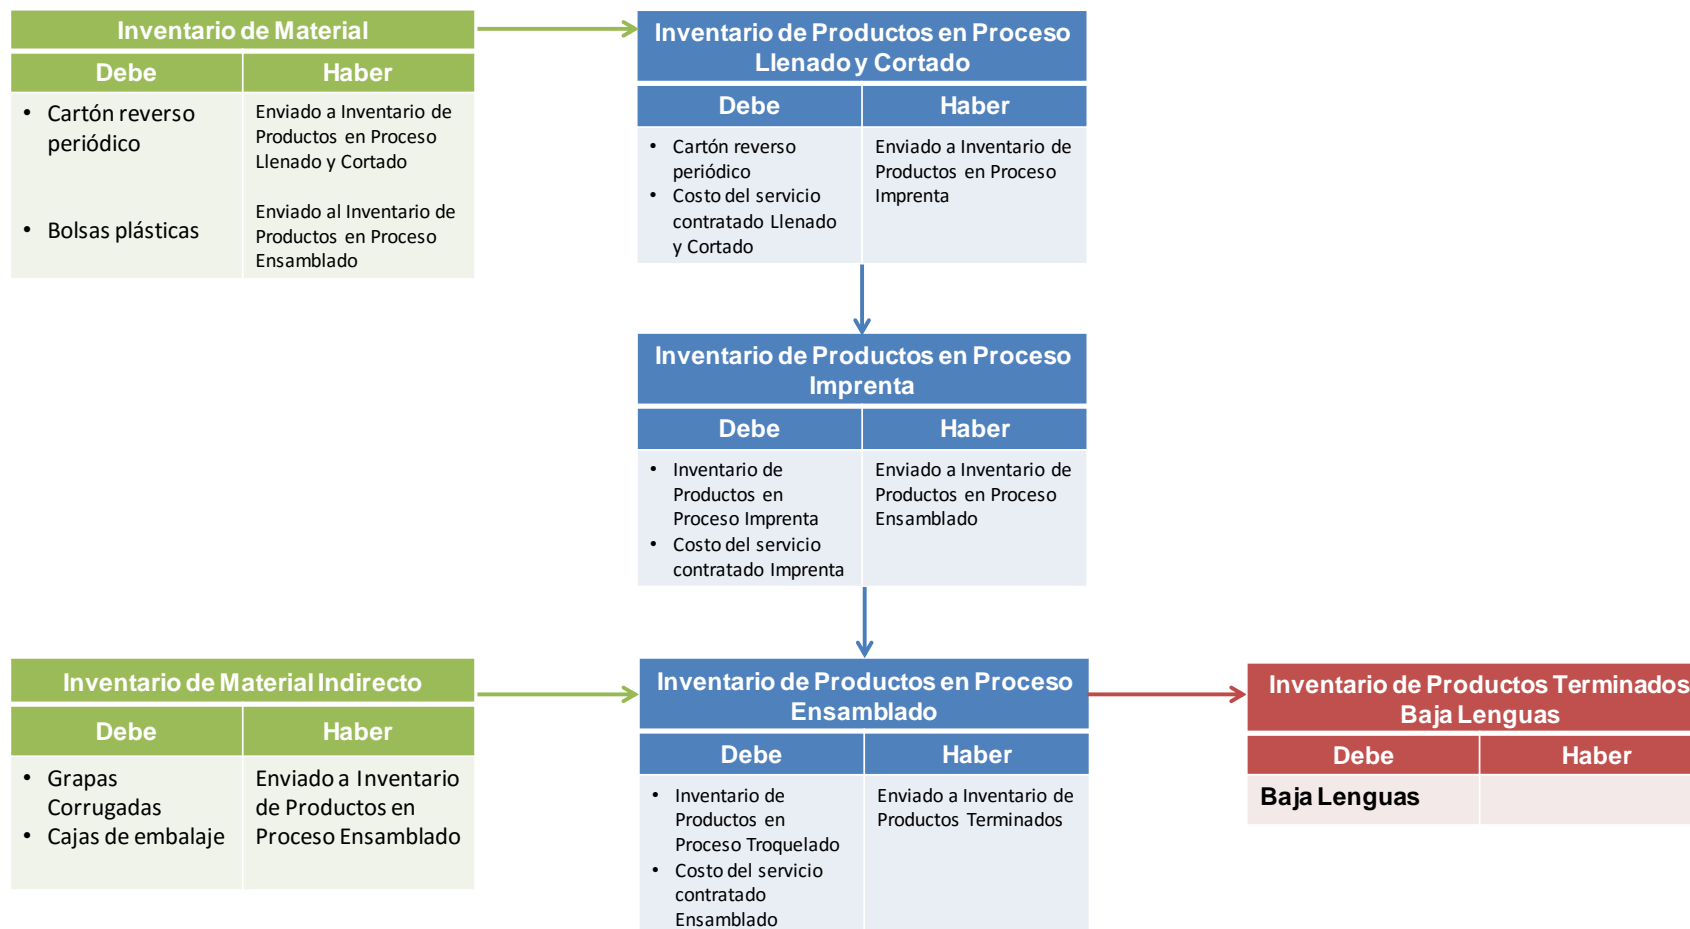 Inventario de Material
Debe
Haber
• Cartón reverso
periódico
• Bolsas plásticas
Enviado a Inventario de
Productos en Proceso
Llenado y Cortado
Enviado al Inventario de
Productos en Proceso
Ensamblado
Inventario de Productos en Proceso
Llenado y Cortado
Debe
Haber
• Cartón reverso
periódico
• Costo del servicio
contratado Llenado
y Cortado
Enviado a Inventario de
Productos en Proceso
Imprenta
Inventario de Productos en Proceso
Imprenta
Debe
Haber
• Inventario de
Productos en
Proceso Imprenta
• Costo del servicio
contratado Imprenta
Enviado a Inventario de
Productos en Proceso
Ensamblado
Inventario de Material Indirecto
Debe
Haber
• Grapas
Corrugadas
• Cajas de embalaje
Enviado a Inventario
de Productos en
Proceso Ensamblado
Inventario de Productos en Proceso
Ensamblado
Debe
Haber
• Inventario de
Productos en
Proceso Troquelado
• Costo del servicio
contratado
Ensamblado
Enviado a Inventario de
Productos Terminados
Inventario de Productos Terminados
Baja Lenguas
Debe
Haber
Baja Lenguas